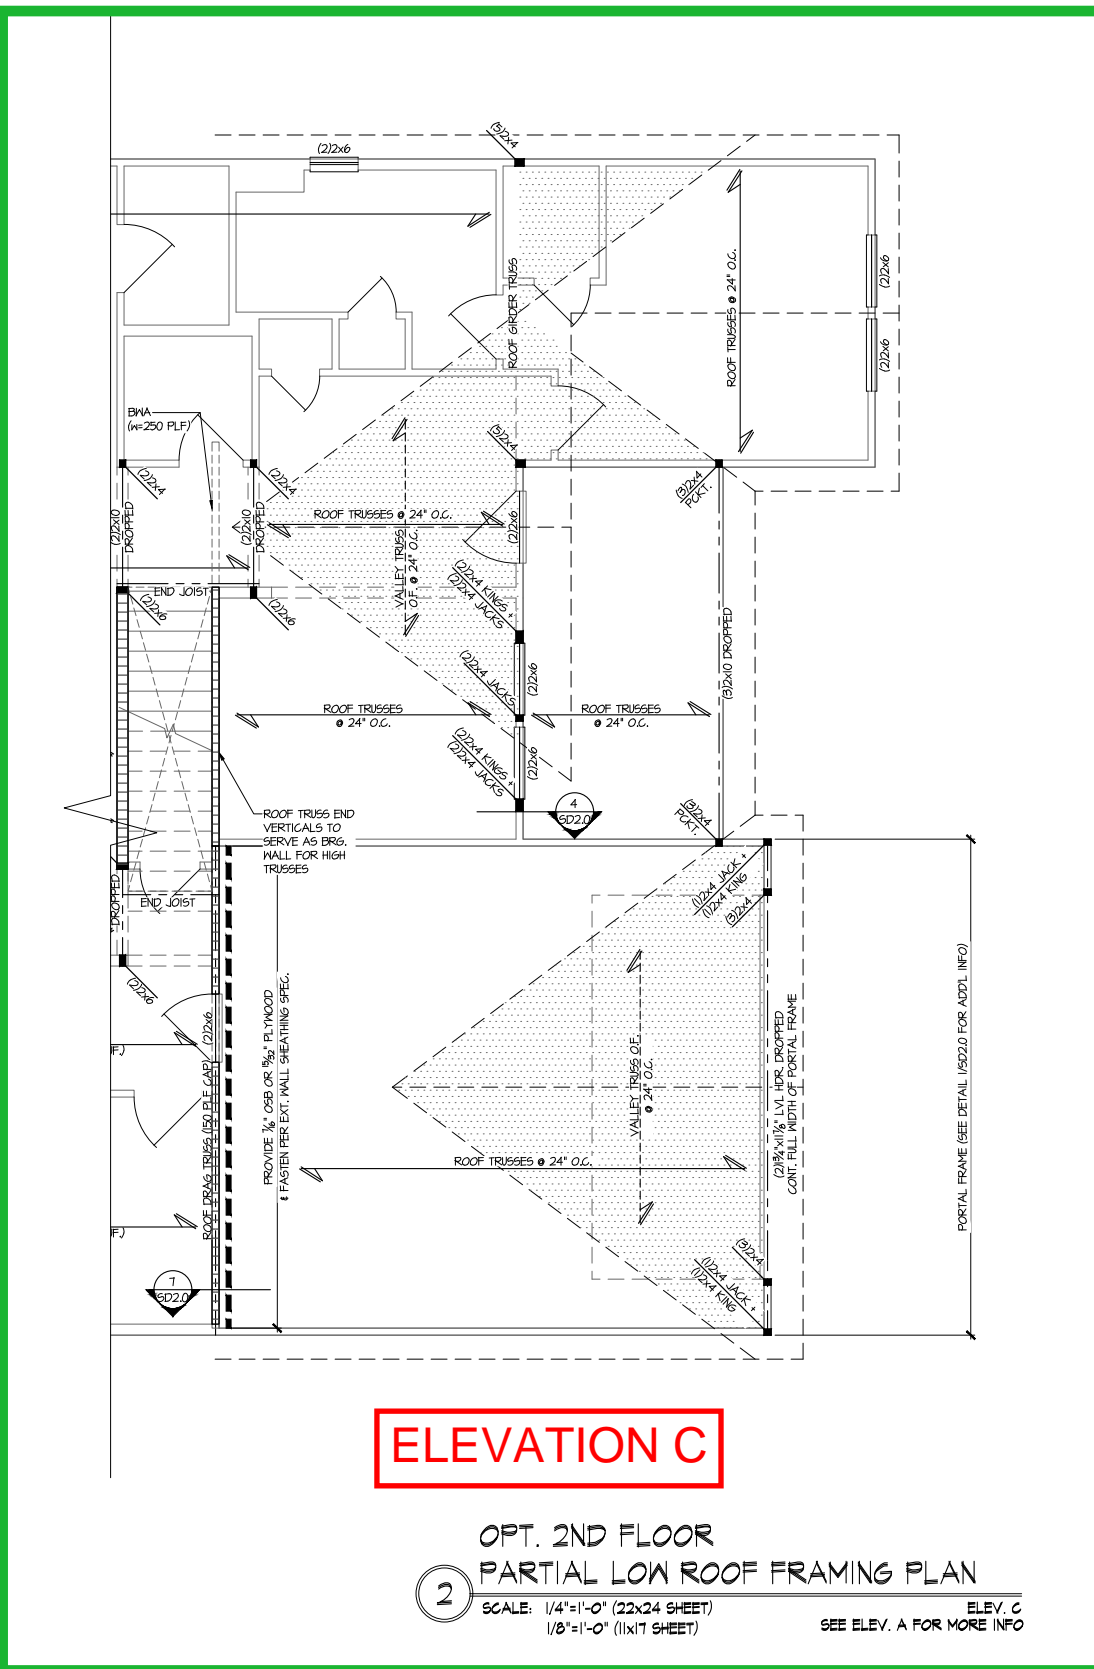 (5)2x4
(2)2x6
ROOF GIRDER TRUSS
ROOF TRUSSES @ 24" O.C.
(2)2x6
(2)2x6
BWA
(w=250 PLF)
(5)2x4
(2)2x4
(2)2x4
(3)2x4
PCKT.
(2)2x10
DROPPED
(2)2x10
DROPPED
ROOF TRUSSES @ 24" O.C.
VALLEY TRUSS
O.F. @ 24" O.C.
(2)2x6
(2)2x4 KINGS +
(2)2x4 JACKS
END JOIST
(2)2x6
(2)2x6
(2)2x4 JACKS
(2)2x6
(3)2x10 DROPPED
ROOF TRUSSES
@ 24" O.C.
ROOF TRUSSES
@ 24" O.C.
(2)2x4 KINGS +
(2)2x4 JACKS
(2)2x6
4
SD2.0
(3)2x4
PCKT.
ROOF TRUSS END
VERTICALS TO
SERVE AS BRG.
WALL FOR HIGH
TRUSSES
DROPPED
END JOIST
(1)2x4 JACK +
(1)2x4 KING
(3)2x4
(2)2x6
(2)2x6
PROVIDE 7/16" OSB OR 15/32" PLYWOOD
& FASTEN PER EXT. WALL SHEATHING SPEC.
VALLEY TRUSS O.F.
@ 24" O.C.
(2)1 3/4"x11 7/8" LVL HDR, DROPPED
CONT. FULL WIDTH OF PORTAL FRAME
PORTAL FRAME (SEE DETAIL 1/SD2.0 FOR ADD'L INFO)
F.)
ROOF DRAG TRUSS (150 PLF CAP)
ROOF TRUSSES @ 24" O.C.
F.)
(3)2x4
(1)2x4 JACK +
(1)2x4 KING
7
SD2.0
ELEVATION C
OPT. 2ND FLOOR
2 PARTIAL LOW ROOF FRAMING PLAN
SCALE: 1/4"=1'-0" (22x24 SHEET) ELEV. C
1/8"=1'-0" (11x17 SHEET) SEE ELEV. A FOR MORE INFO